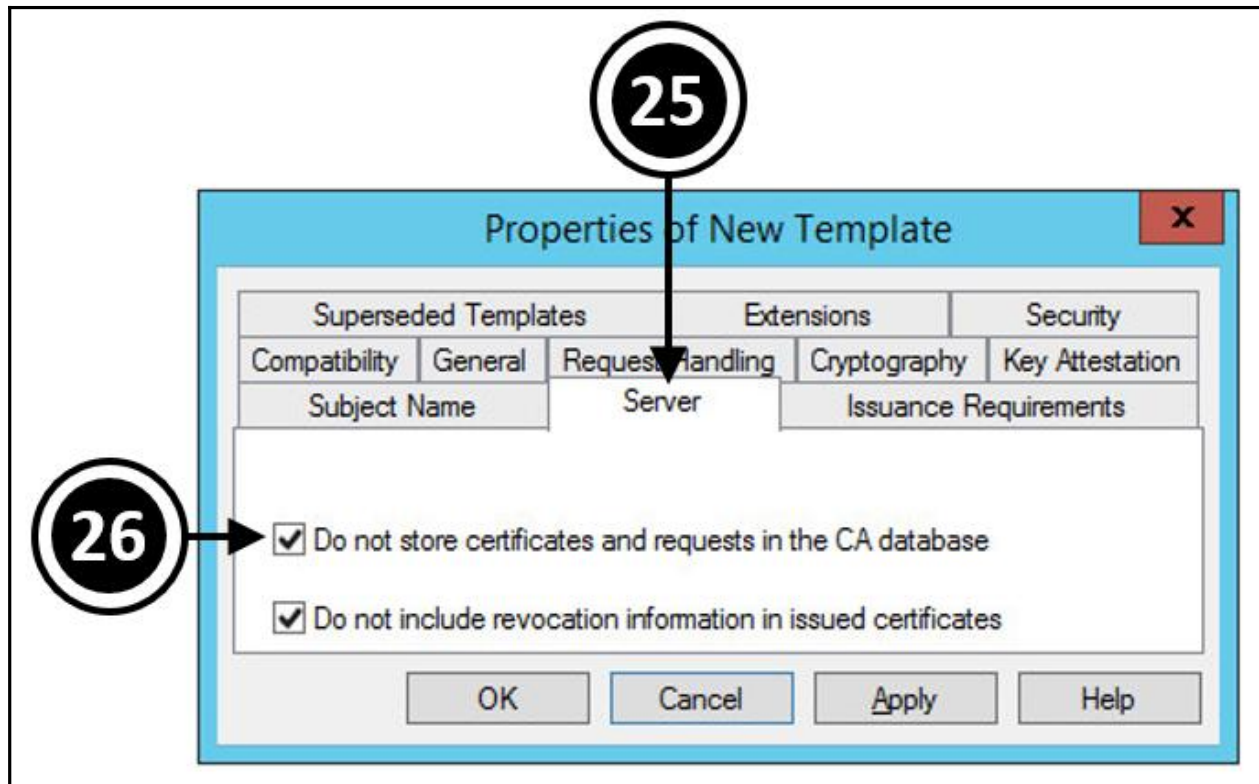 25
Properties of New Template
x
Superseded Templates Extensions Security
Compatibility General Request Handling Cryptography Key Attestation
Subject Name Server Issuance Requirements
26
Do not store certificates and requests in the CA database
Do not include revocation information in issued certificates
OK Cancel Apply Help